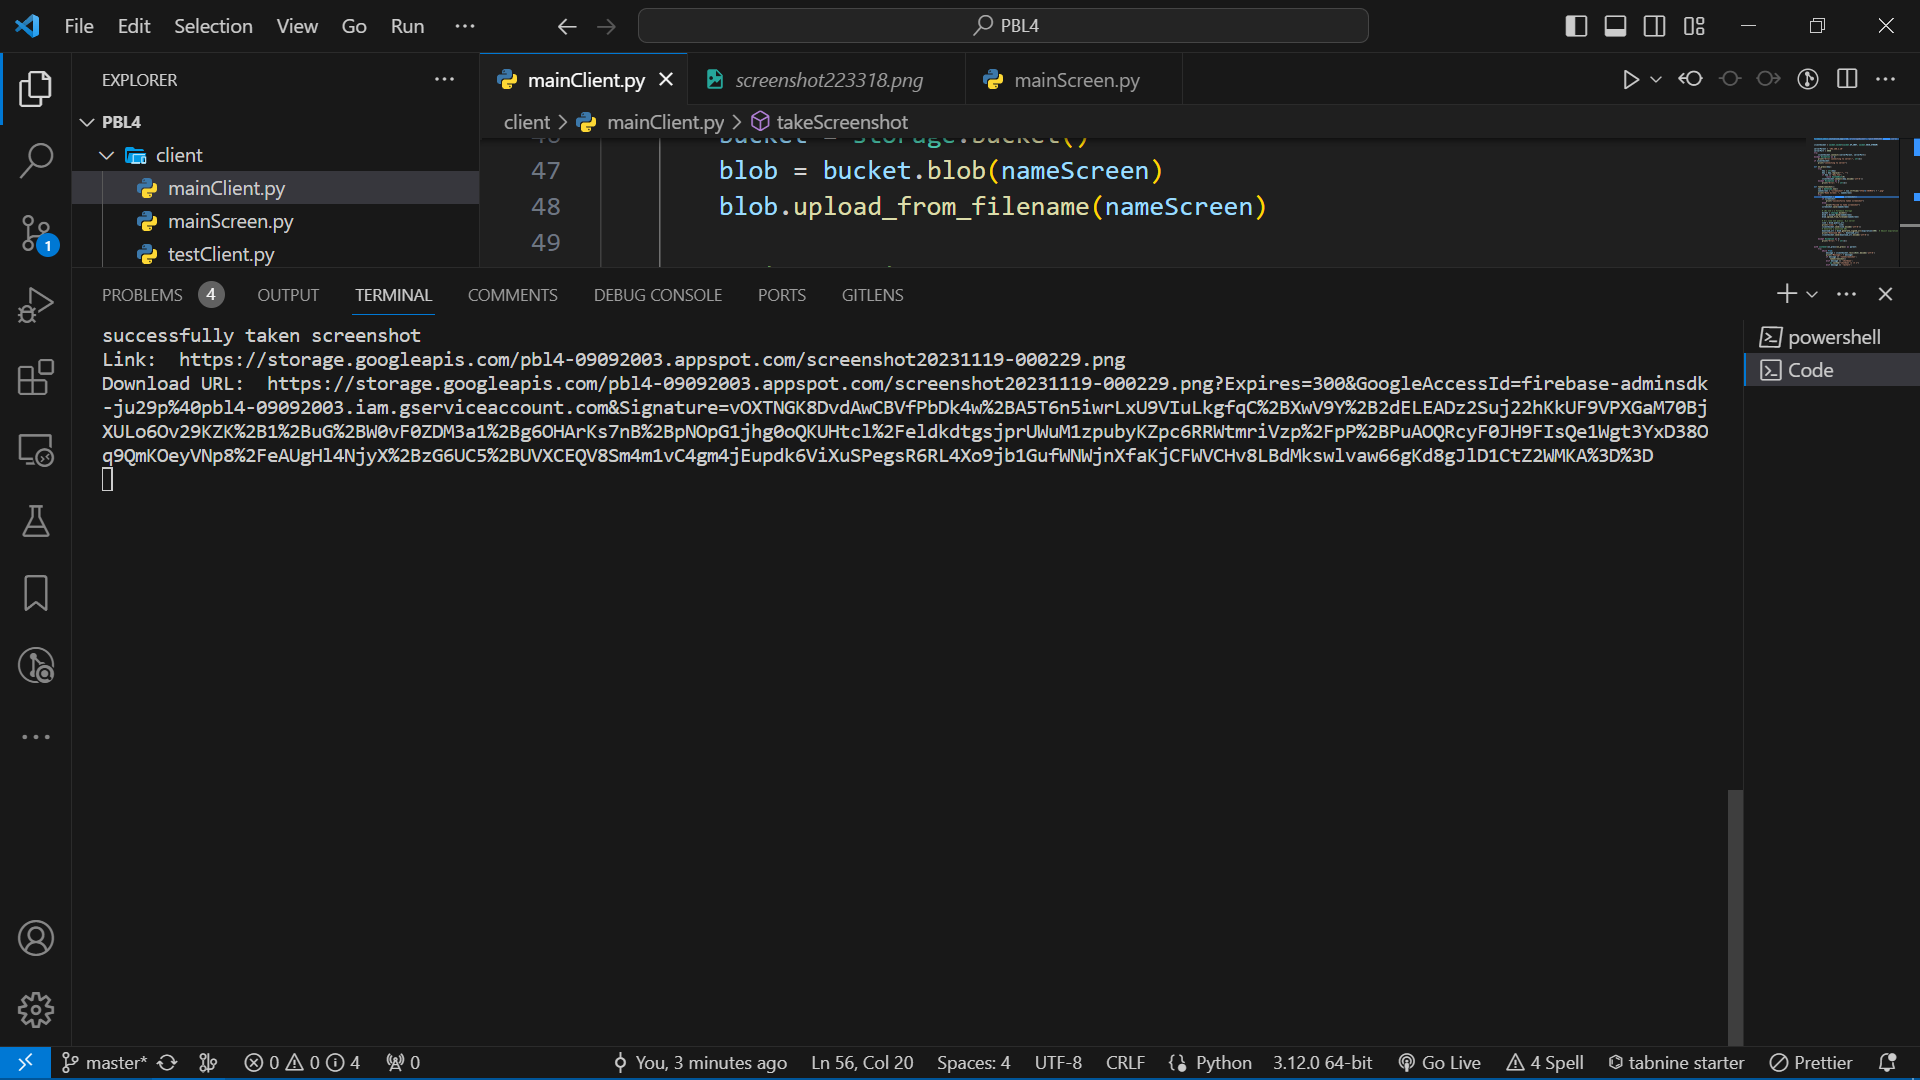 File Edit Selection View Go Run ··· PBL4
EXPLORER
PBL4
client
mainClient.py
mainScreen.py
testClient.py
mainClient.py screenshot223318.png mainScreen.py
client > mainClient.py > takeScreenshot
46 bucket = storage.bucket()
47 blob = bucket.blob(nameScreen)
48 blob.upload_from_filename(nameScreen)
49
1
PROBLEMS 4 OUTPUT TERMINAL COMMENTS DEBUG CONSOLE PORTS GITLENS
successfully taken screenshot
Link:  https://storage.googleapis.com/pbl4-09092003.appspot.com/screenshot20231119-000229.png
Download URL:  https://storage.googleapis.com/pbl4-09092003.appspot.com/screenshot20231119-000229.png?Expires=300&GoogleAccessId=firebase-adminsdk
-ju29p%40pbl4-09092003.iam.gserviceaccount.com&Signature=vOXTNGK8DvdAwCBVfPbDk4w%2BA5T6n5iwrLxU9VIuLkgfqC%2BXwV9Y%2B2dELEADz2Suj22hKkUF9VPXGaM70Bj
XULo6Ov29KZK%2B1%2BuG%2BW0vF0ZDM3a1%2Bg6OHArKs7nB%2BpNOpG1jhg0oQKUHtcl%2FeldkdtgsjprUWuM1zpubyKZpc6RRWtmriVzp%2FpP%2BPuAOQRcyF0JH9FIsQe1Wgt3YxD38O
q9QmKOeyVNp8%2FeAUgHl4NjyX%2BzG6UC5%2BUVXCEQV8Sm4m1vC4gm4jEupdk6ViXuSPegsR6RL4Xo9jb1GufWNWjnXfaKjCFWVCHv8LBdMkswlvaw66gKd8gJlD1CtZ2WMKA%3D%3D
powershell
Code
master* 0 0 4 0 You, 3 minutes ago Ln 56, Col 20 Spaces: 4 UTF-8 CRLF Python 3.12.0 64-bit Go Live 4 Spell tabnine starter Prettier